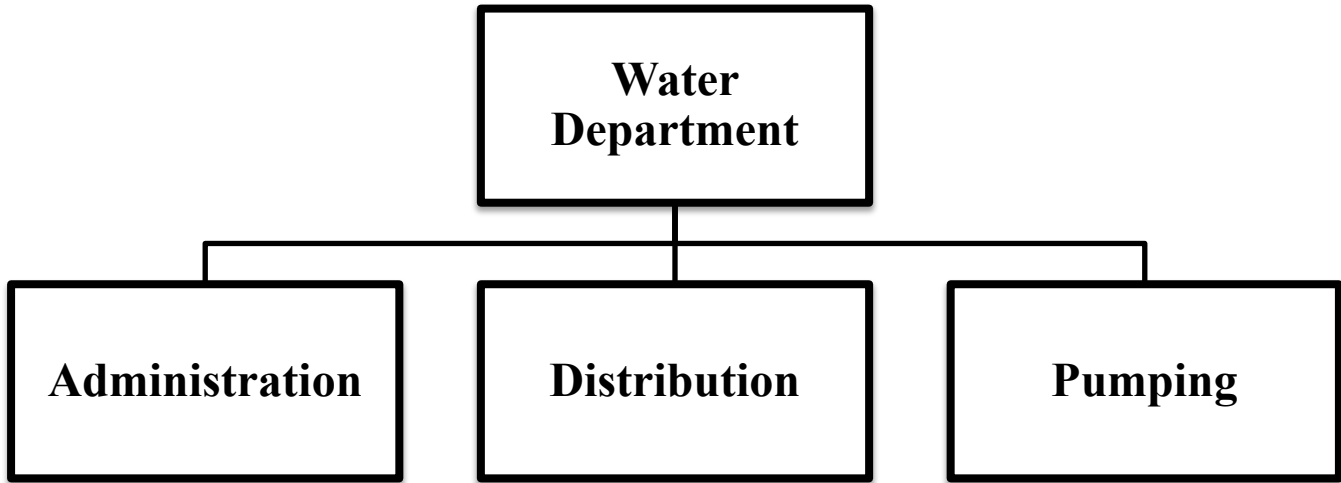 Water
Department
Administration
Distribution
Pumping